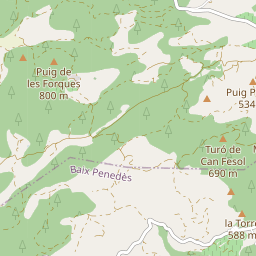 Puig de
les Forques
800 m
Puig P
534
Turó de
Can Fesol
690 m
Baix Penedès
la Torre
588 m